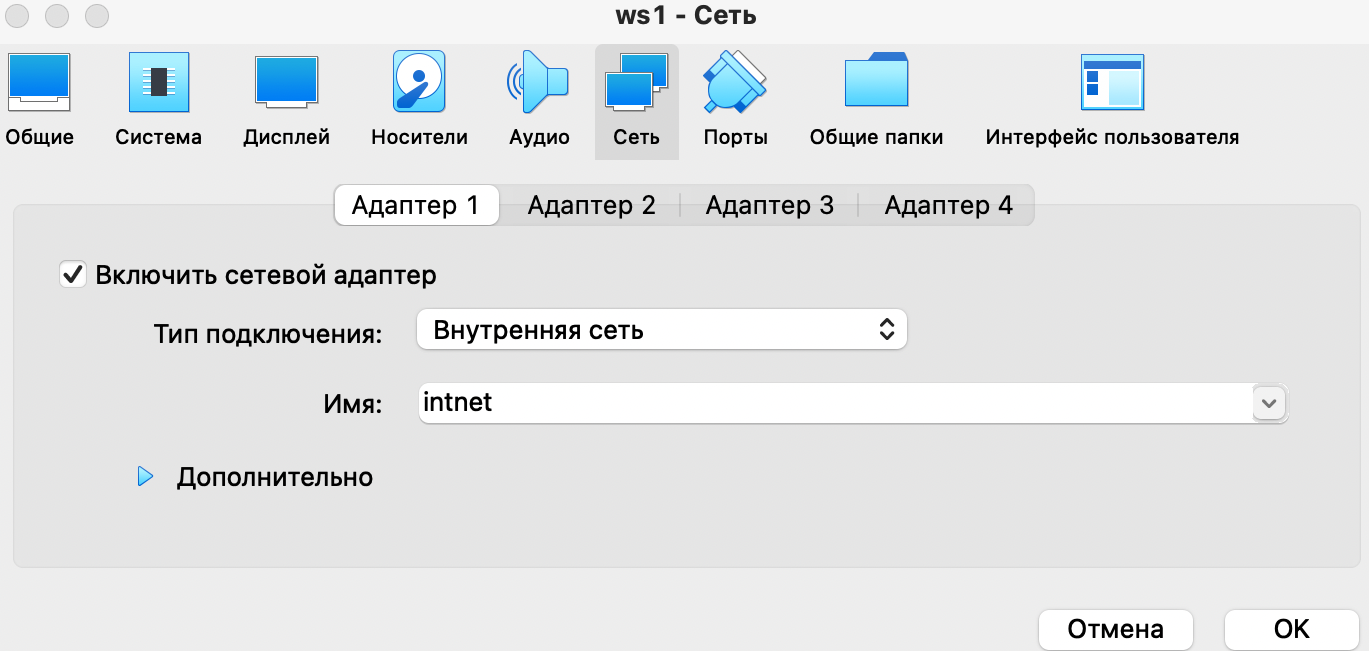 ws1 - Сеть
Общие Система Дисплей Носители Аудио Сеть Порты Общие папки Интерфейс пользователя
Адаптер 1 Адаптер 2 Адаптер 3 Адаптер 4
Включить сетевой адаптер
Тип подключения: Внутренняя сеть
Имя: intnet
Дополнительно
Отмена OK